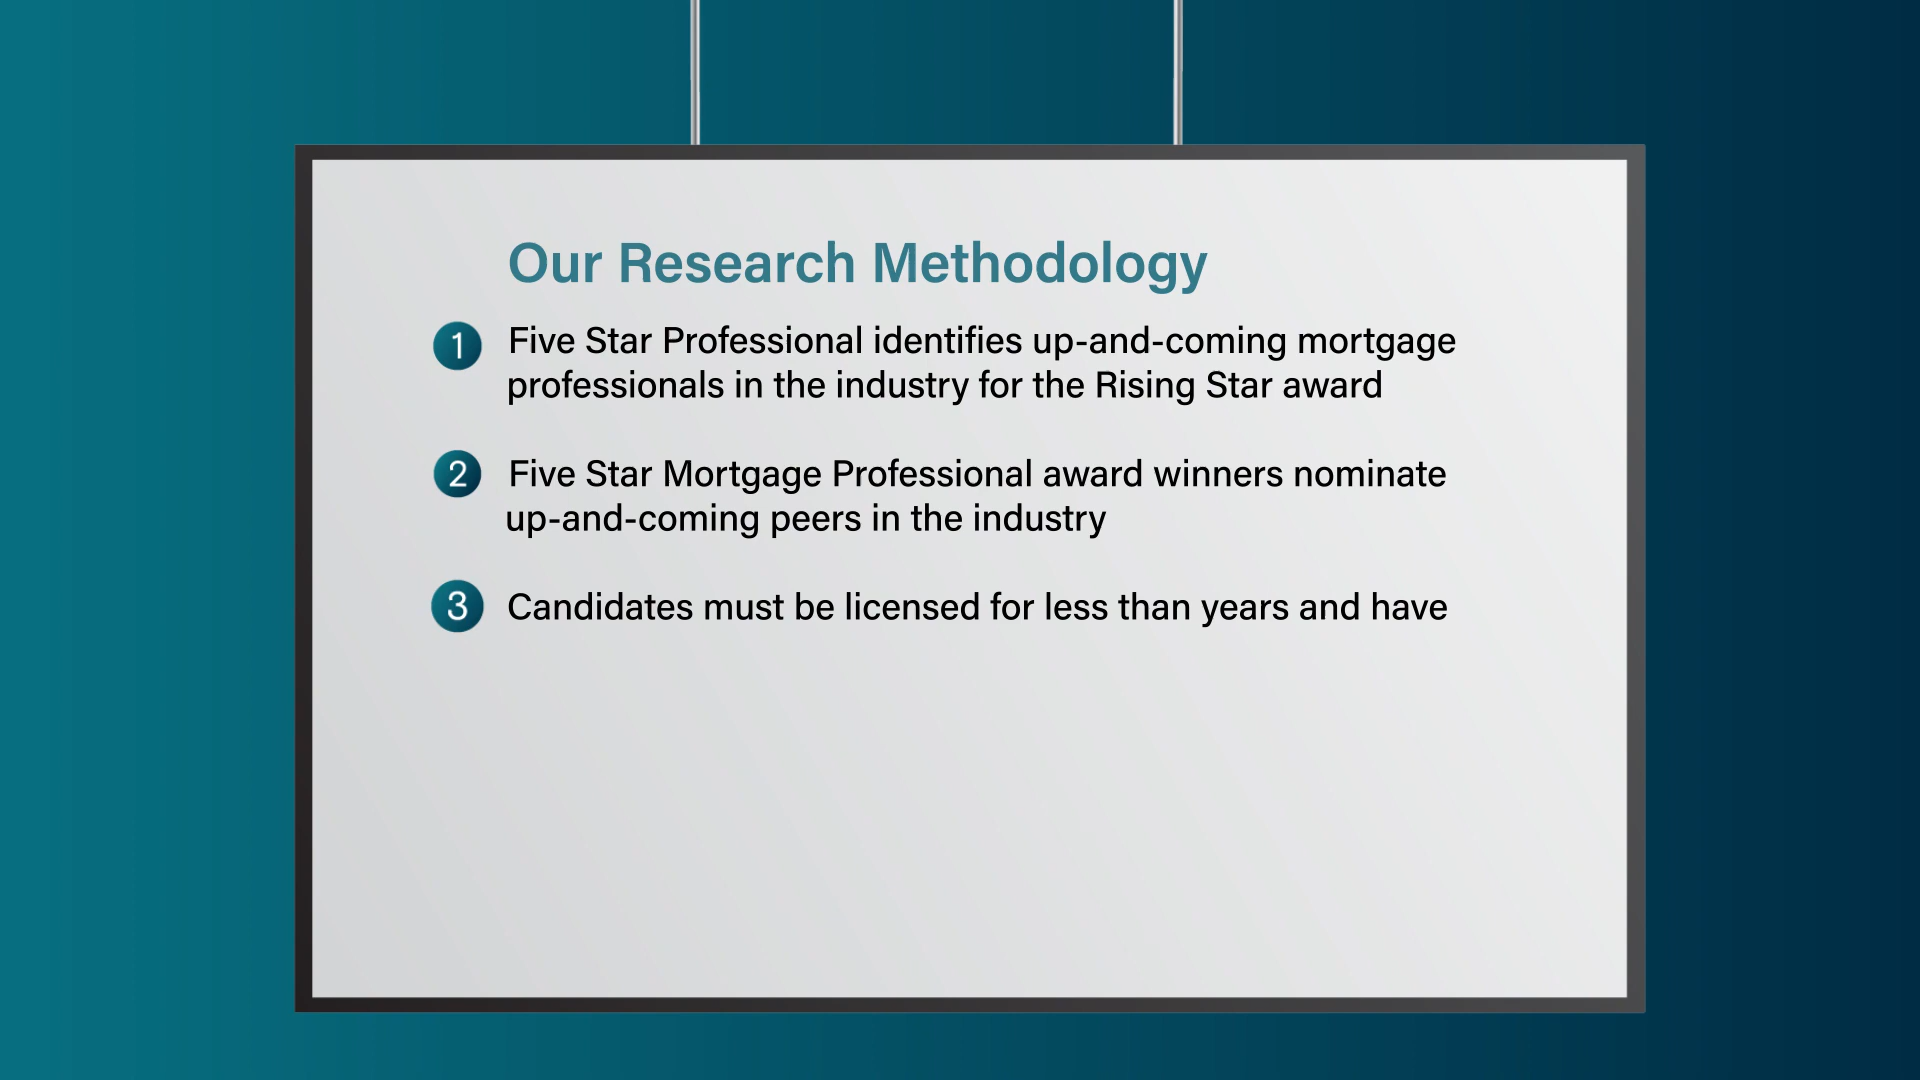 Our Research Methodology
1 Five Star Professional identifies up-and-coming mortgage
professionals in the industry for the Rising Star award
2 Five Star Mortgage Professional award winners nominate
up-and-coming peers in the industry
3 Candidates must be licensed for less than years and have